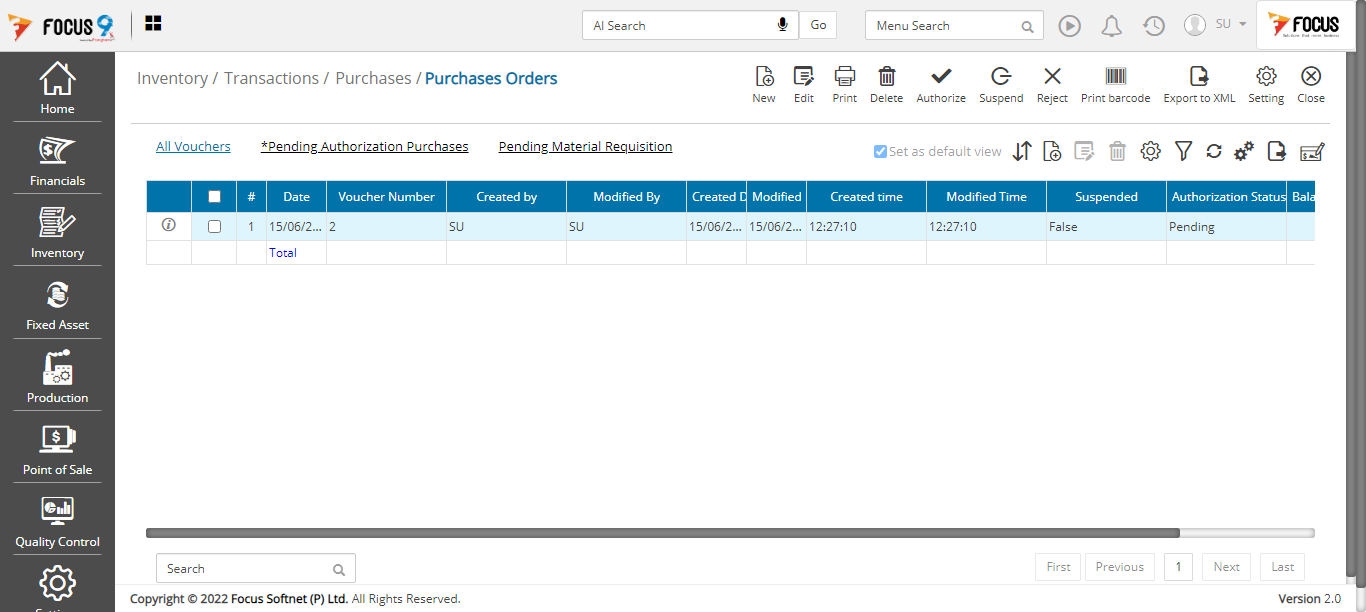 FOCUS 9
AI Search
Go
Menu Search
SU
FOCUS
Home
Financials
Inventory
Fixed Asset
Production
Point of Sale
Quality Control
Inventory / Transactions / Purchases / Purchases Orders
New
Edit
Print
Delete
Authorize
Suspend
Reject
Print barcode
Export to XML
Setting
Close
All Vouchers
*Pending Authorization Purchases
Pending Material Requisition
Set as default view
# Date Voucher Number Created by Modified By Created D Modified Created time Modified Time Suspended Authorization Status Bala
1 15/06/2... 2 SU SU 15/06/2... 15/06/2... 12:27:10 12:27:10 False Pending
Total
Search
First Previous 1 Next Last
Copyright © 2022 Focus Softnet (P) Ltd. All Rights Reserved.
Version 2.0